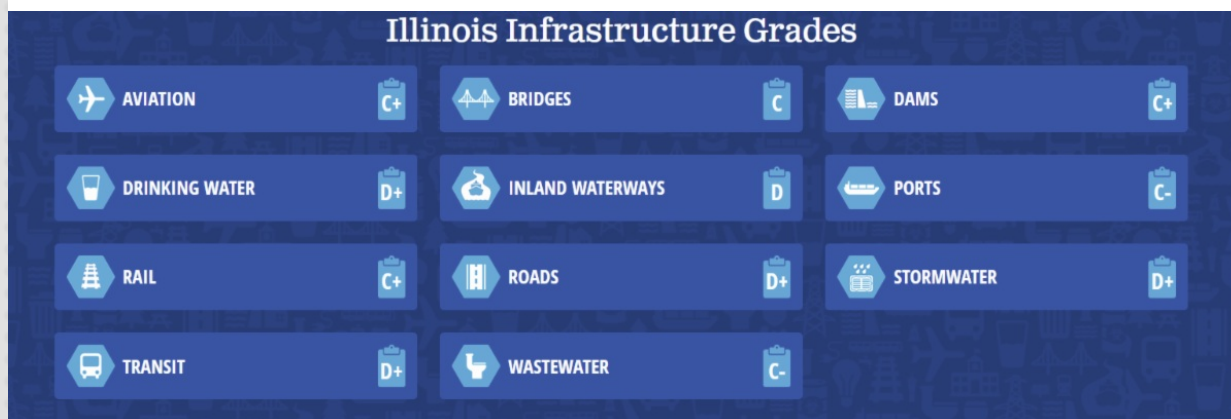 Illinois Infrastructure Grades
AVIATION C+
BRIDGES C
DAMS C+
DRINKING WATER D+
INLAND WATERWAYS D
PORTS C-
RAIL C+
ROADS D+
STORMWATER D+
TRANSIT D+
WASTEWATER C-